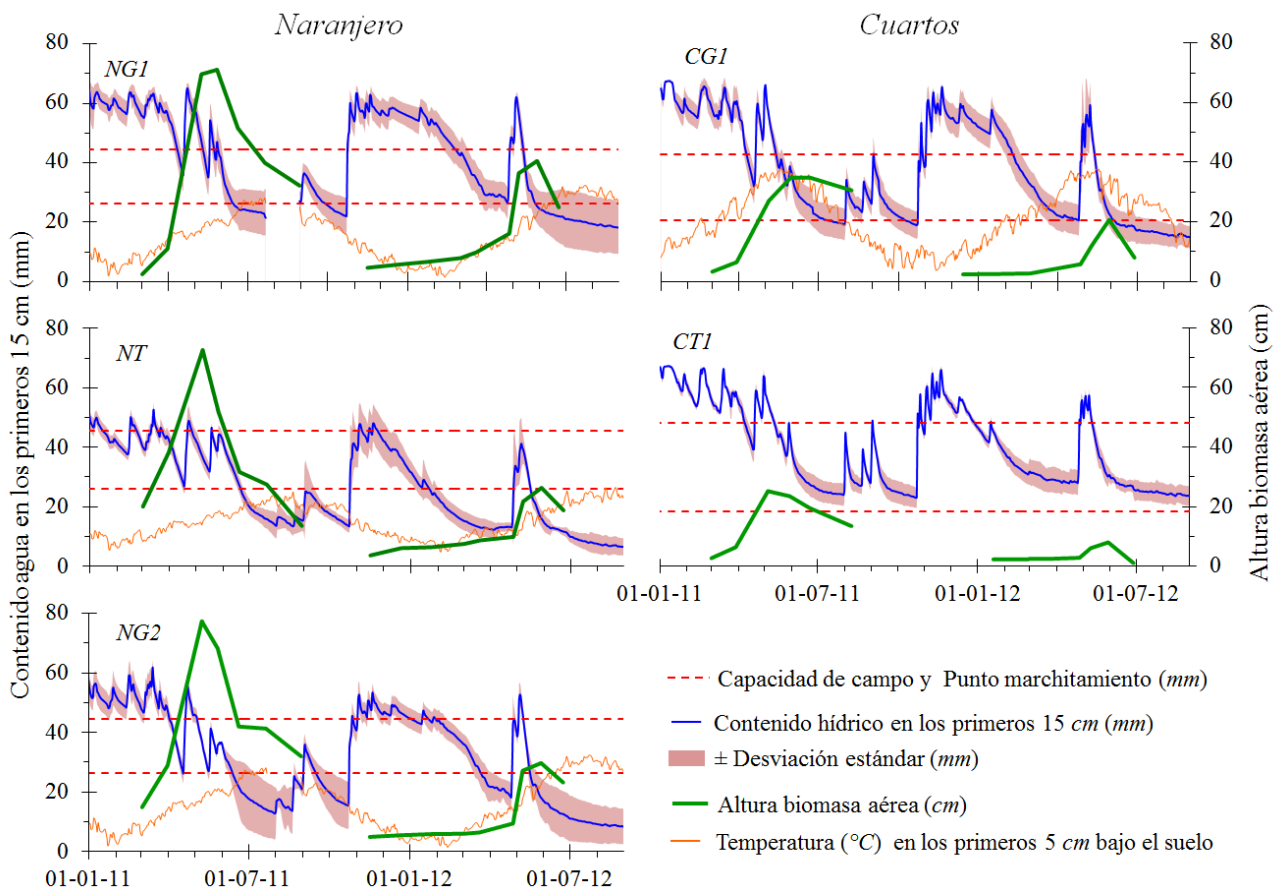 Naranjero
Cuartos
NG1
80
60
40
20
0
CG1
80
60
40
20
0
NT
80
60
40
20
0
CT1
80
60
40
20
0
01-01-11 01-07-11 01-01-12 01-07-12
NG2
80
60
40
20
0
01-01-11 01-07-11 01-01-12 01-07-12
Contenido agua en los primeros 15 cm (mm)
Altura biomasa aérea (cm)
Capacidad de campo y Punto marchitamiento (mm)
Contenido hídrico en los primeros 15 cm (mm)
± Desviación estándar (mm)
Altura biomasa aérea (cm)
Temperatura (°C) en los primeros 5 cm bajo el suelo